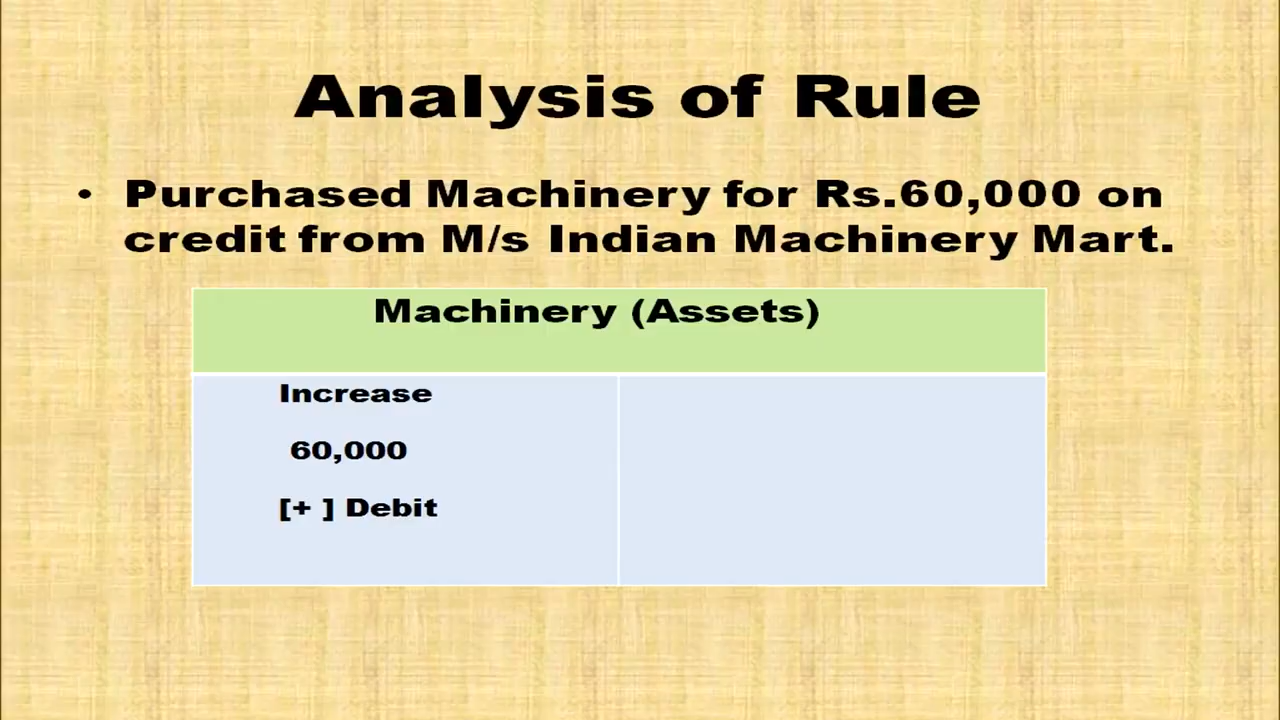 Analysis of Rule
• Purchased Machinery for Rs.60,000 on
credit from M/s Indian Machinery Mart.
Machinery (Assets)
Increase
60,000
[+ ] Debit